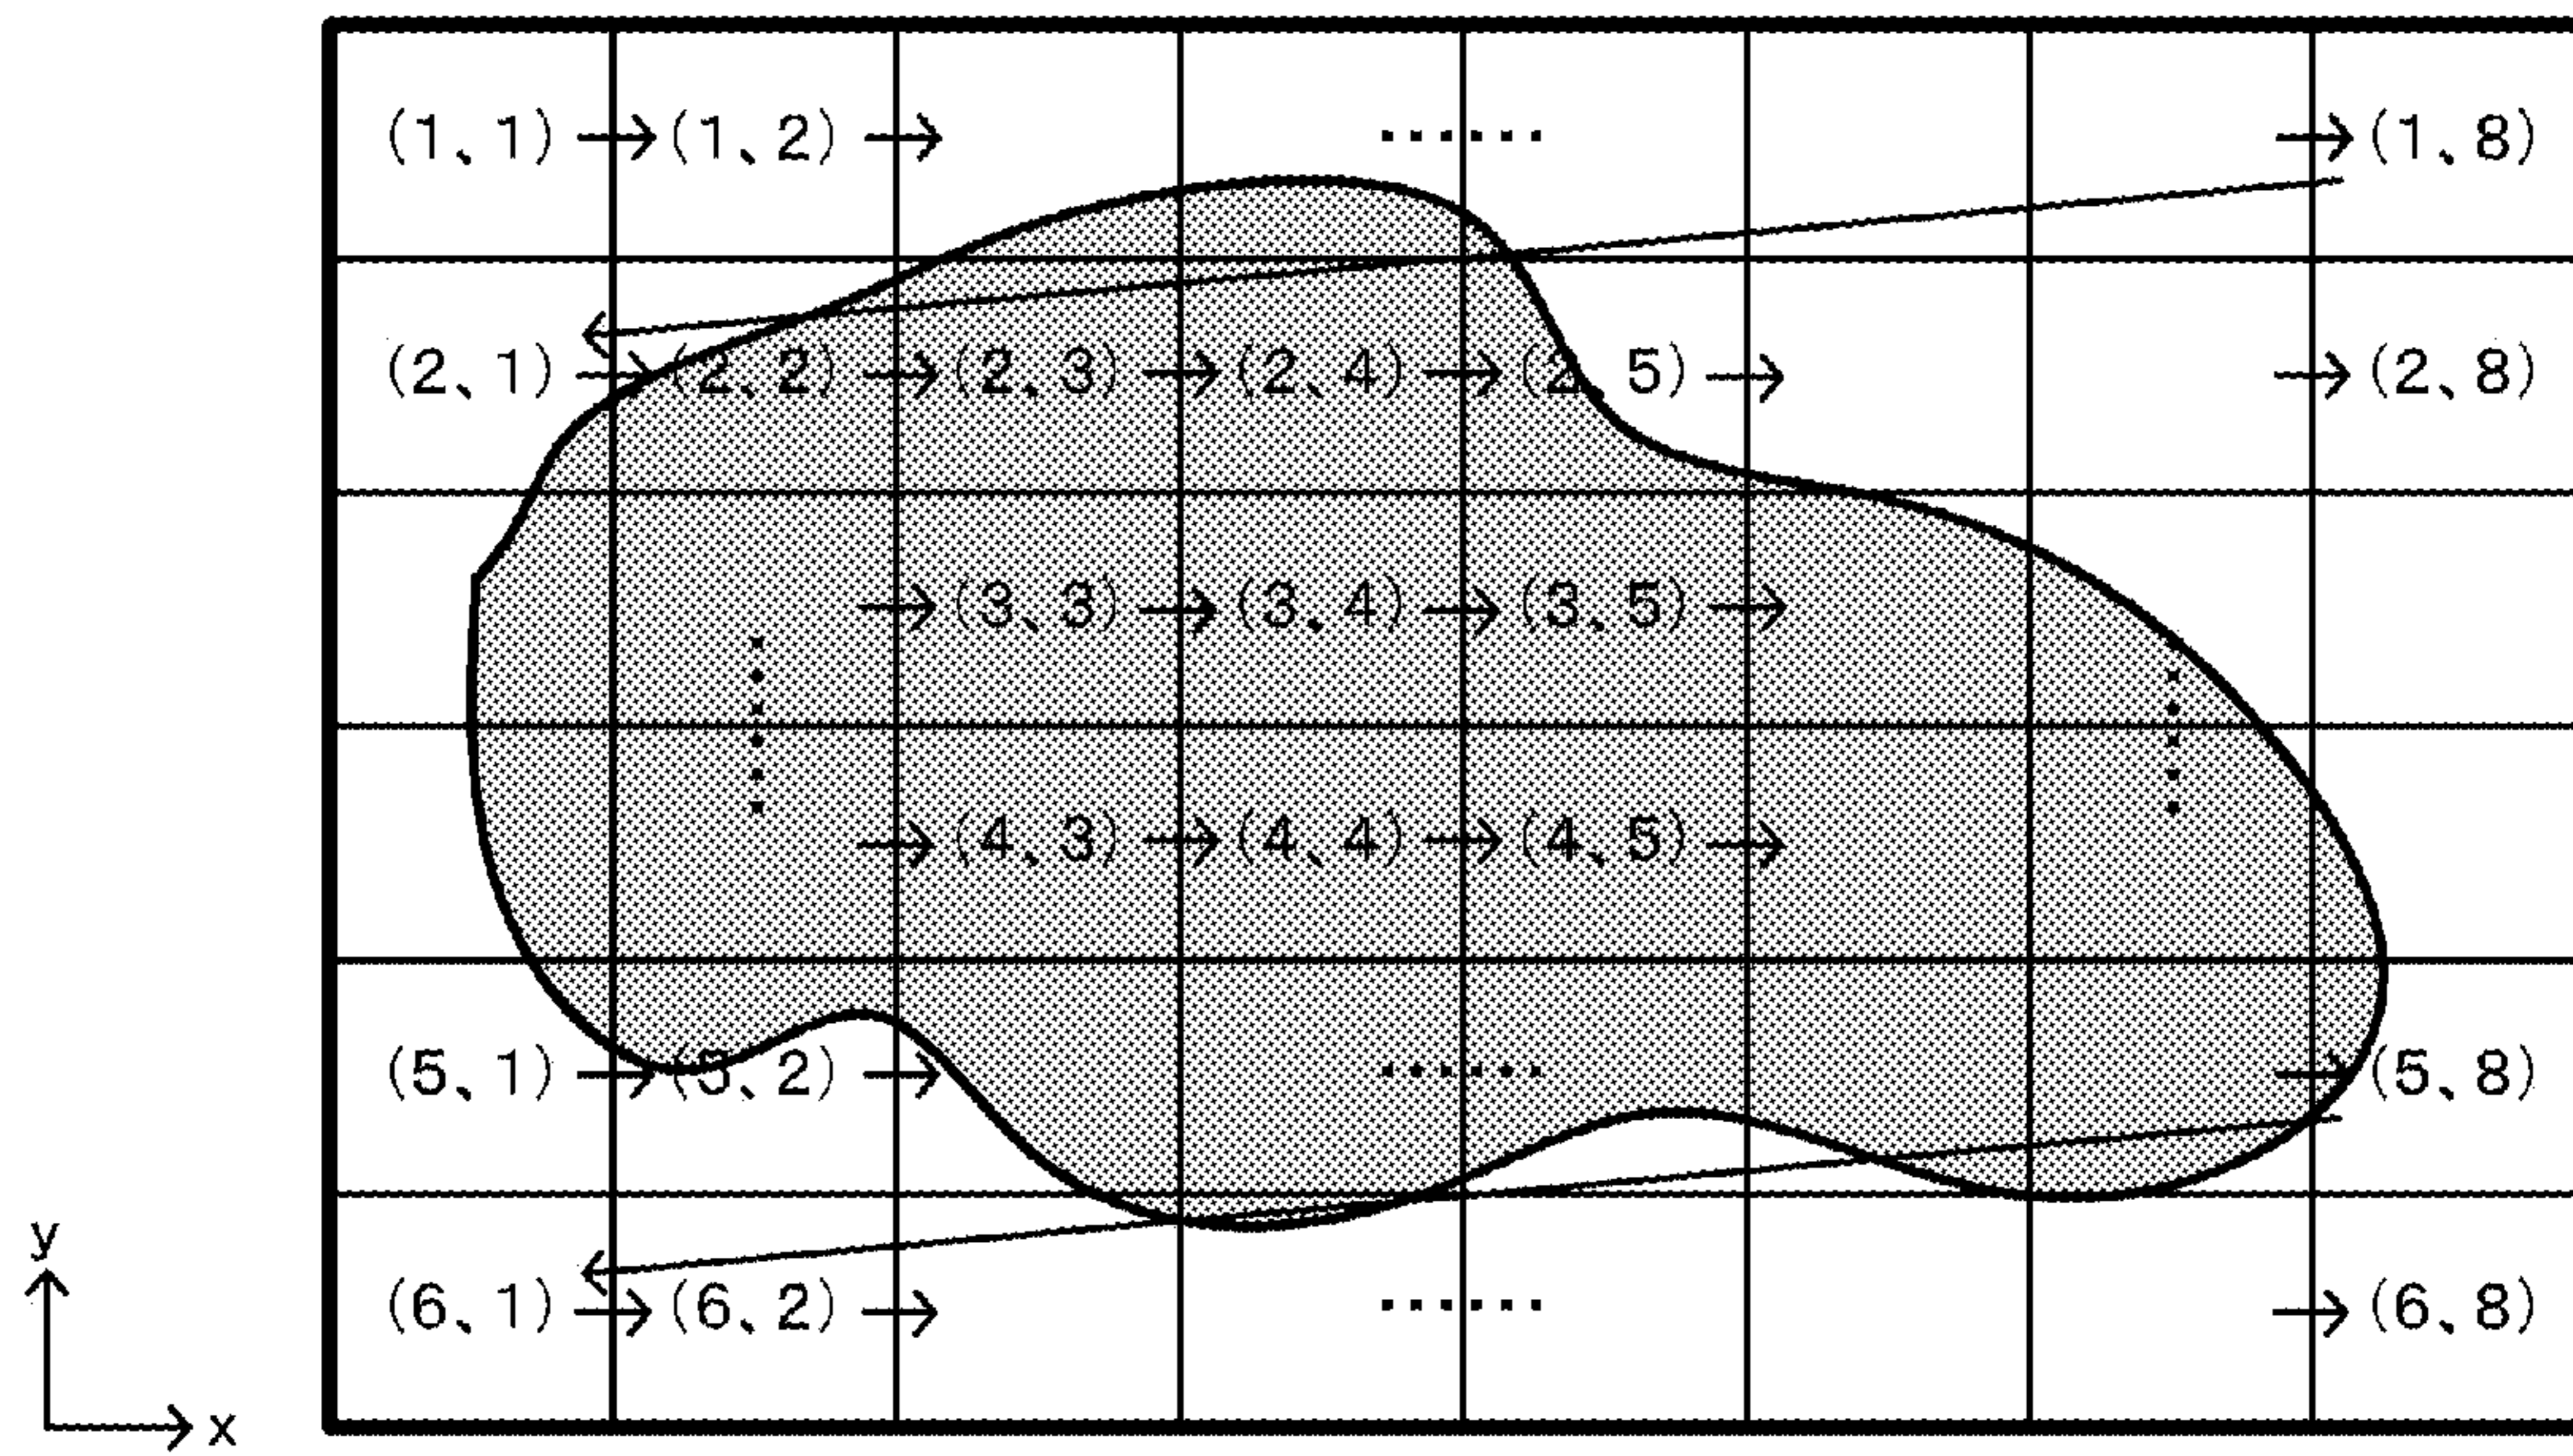 (1、1) → (1、2) → ...... → (1、8)
(2、1) → (2、2) → (2、3) → (2、4) → (2、5) → → (2、8)
→ (3、3) → (3、4) → (3、5) →
→ (4、3) → (4、4) → (4、5) →
(5、1) → (5、2) → ...... → (5、8)
(6、1) → (6、2) → ...... → (6、8)
y
x